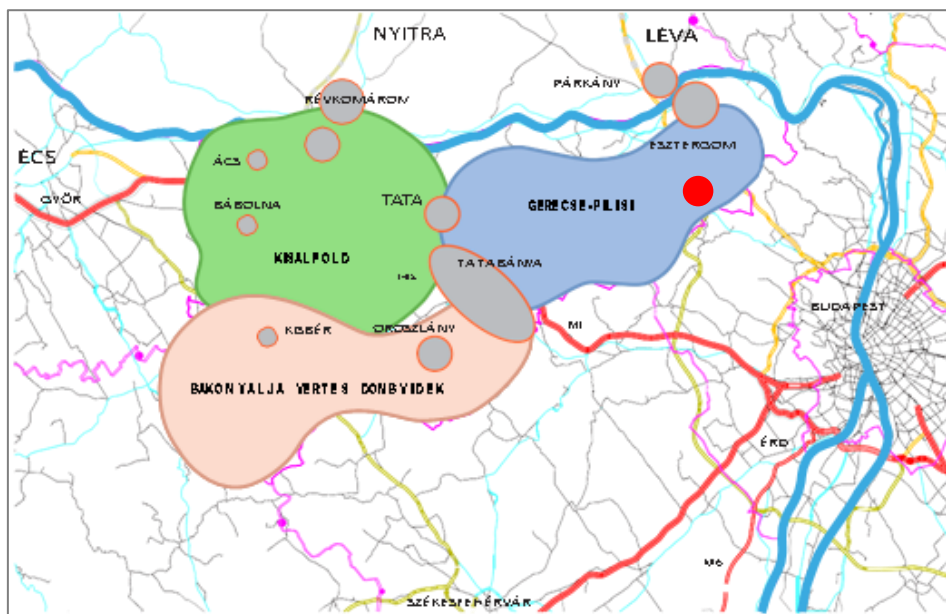 NYITRA
LÉVA
PÁRKÁNY
RÉVKOMÁROM
ESZTERGOM
ÉCS
ÁCS
GYŐR
BÁBOLNA
TATA
GERECSE-PILISI
KISALFÖLD
TATABÁNYA
BUDAPEST
KISBÉR
OROSZLÁNY
M1
BAKONYALJA VÉRTES DOMBVIDÉK
ÉRD
M6
SZÉKESFEHÉRVÁR